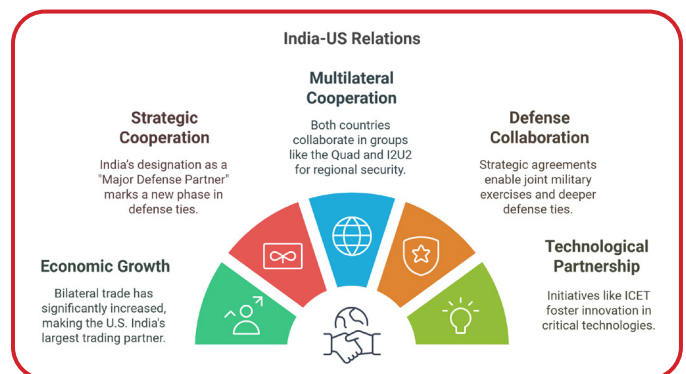 India-US Relations
Multilateral
Cooperation
Both countries
collaborate in groups
like the Quad and I2U2
for regional security.
Strategic
Cooperation
India's designation as a
"Major Defense Partner"
marks a new phase in
defense ties.
Defense
Collaboration
Strategic agreements
enable joint military
exercises and deeper
defense ties.
Economic Growth
Bilateral trade has
significantly increased,
making the U.S. India's
largest trading partner.
Technological
Partnership
Initiatives like ICET
foster innovation in
critical technologies.